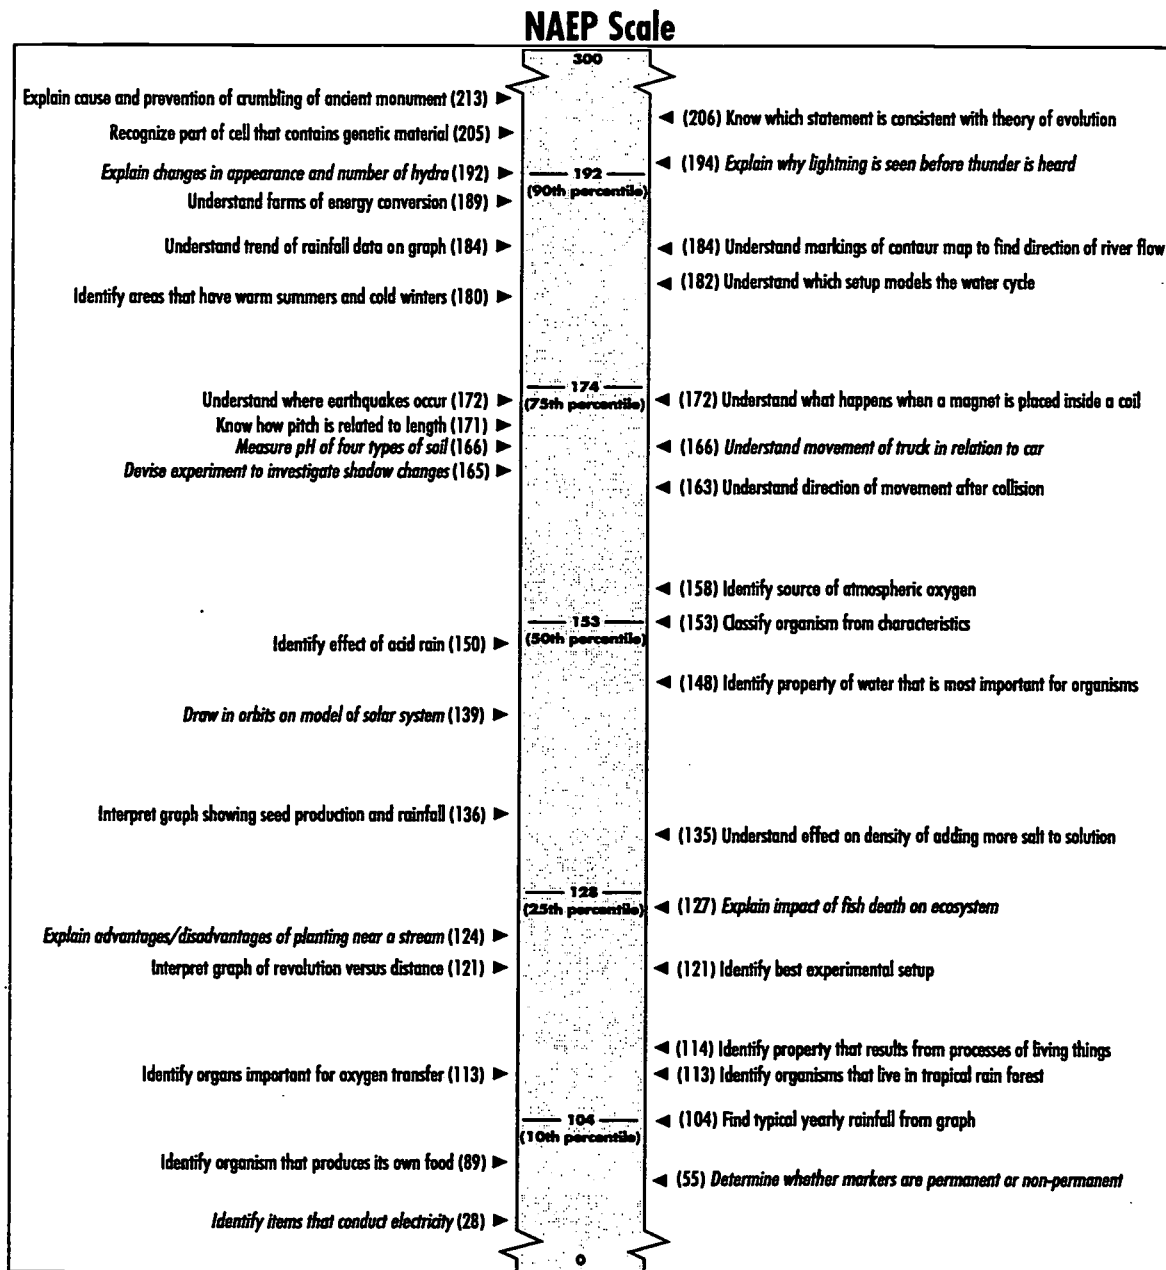 NAEP Scale
300
Explain cause and prevention of crumbling of ancient monument (213) ►
◄ (206) Know which statement is consistent with theory of evolution
Recognize part of cell that contains genetic material (205) ►
◄ (194) Explain why lightning is seen before thunder is heard
Explain changes in appearance and number of hydra (192) ►
192
(90th percentile)
Understand forms of energy conversion (189) ►
Understand trend of rainfall data on graph (184) ►
◄ (184) Understand markings of contour map to find direction of river flow
◄ (182) Understand which setup models the water cycle
Identify areas that have warm summers and cold winters (180) ►
174
(75th percentile)
Understand where earthquakes occur (172) ►
◄ (172) Understand what happens when a magnet is placed inside a coil
Know how pitch is related to length (171) ►
Measure pH of four types of soil (166) ►
◄ (166) Understand movement of truck in relation to car
Devise experiment to investigate shadow changes (165) ►
◄ (163) Understand direction of movement after collision
◄ (158) Identify source of atmospheric oxygen
153
(50th percentile)
◄ (153) Classify organism from characteristics
Identify effect of acid rain (150) ►
◄ (148) Identify property of water that is most important for organisms
Draw in orbits on model of solar system (139) ►
Interpret graph showing seed production and rainfall (136) ►
◄ (135) Understand effect on density of adding more salt to solution
128
(25th percentile)
◄ (127) Explain impact of fish death on ecosystem
Explain advantages/disadvantages of planting near a stream (124) ►
Interpret graph of revolution versus distance (121) ►
◄ (121) Identify best experimental setup
◄ (114) Identify property that results from processes of living things
Identify organs important for oxygen transfer (113) ►
◄ (113) Identify organisms that live in tropical rain forest
104
(10th percentile)
◄ (104) Find typical yearly rainfall from graph
Identify organism that produces its own food (89) ►
◄ (55) Determine whether markers are permanent or non-permanent
Identify items that conduct electricity (28) ►
0